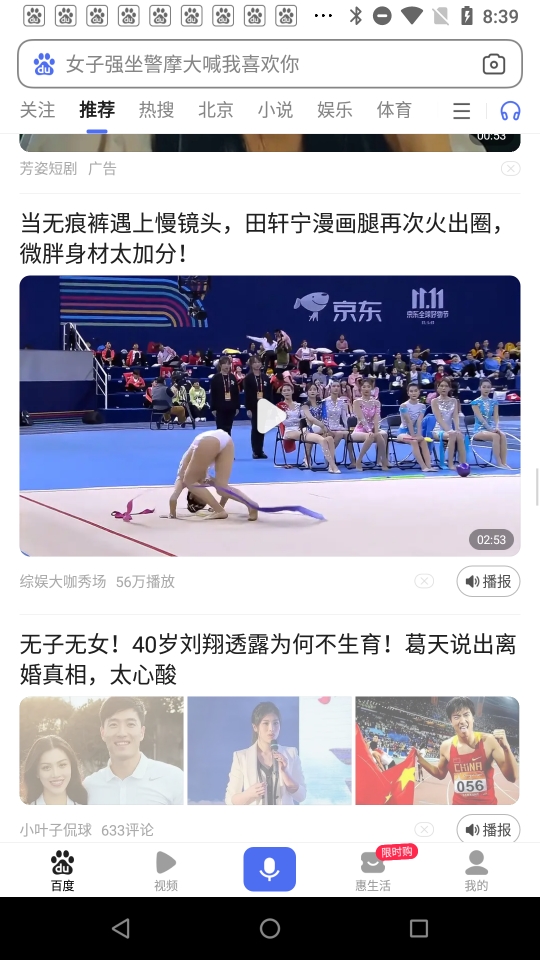 8:39
du
女子强坐警摩大喊我喜欢你
关注 推荐 热搜 北京 小说 娱乐 体育
00:53
芳姿短剧 广告
当无痕裤遇上慢镜头，田轩宁漫画腿再次火出圈，
微胖身材太加分！
京东
11.11
京东全球好物节
02:53
综娱大咖秀场 56万播放
播报
无子无女！40岁刘翔透露为何不生育！葛天说出离
婚真相，太心酸
CHINA
056
小叶子侃球 633评论
播报
限时购
百度 视频 惠生活 我的